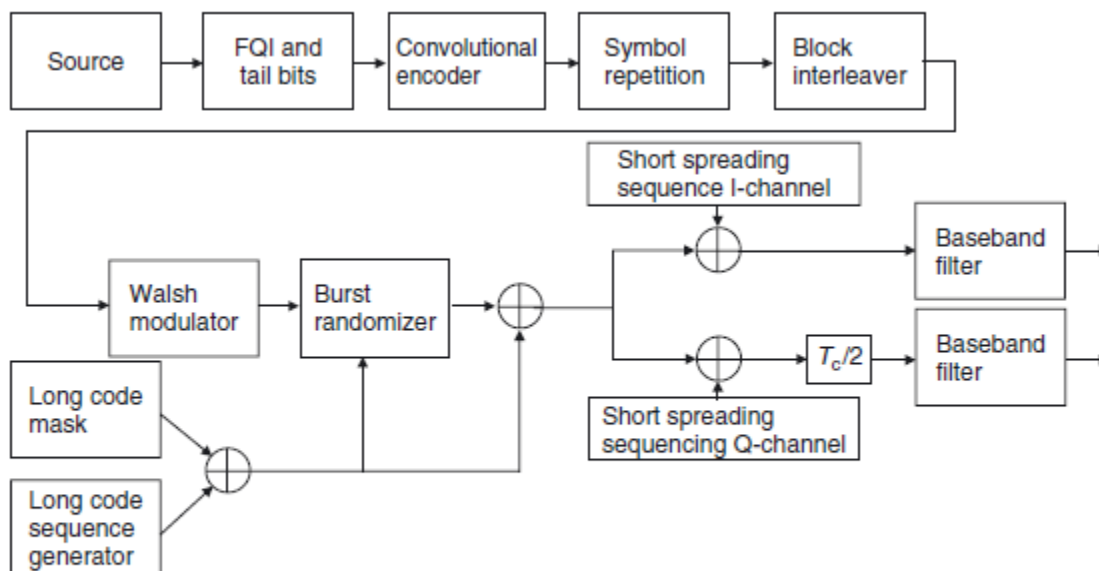 Source
FQI and
tail bits
Convolutional
encoder
Symbol
repetition
Block
interleaver
Short spreading
sequence I-channel
Baseband
filter
Walsh
modulator
Burst
randomizer
Tc/2
Baseband
filter
Long code
mask
Short spreading
sequencing Q-channel
Long code
sequence
generator